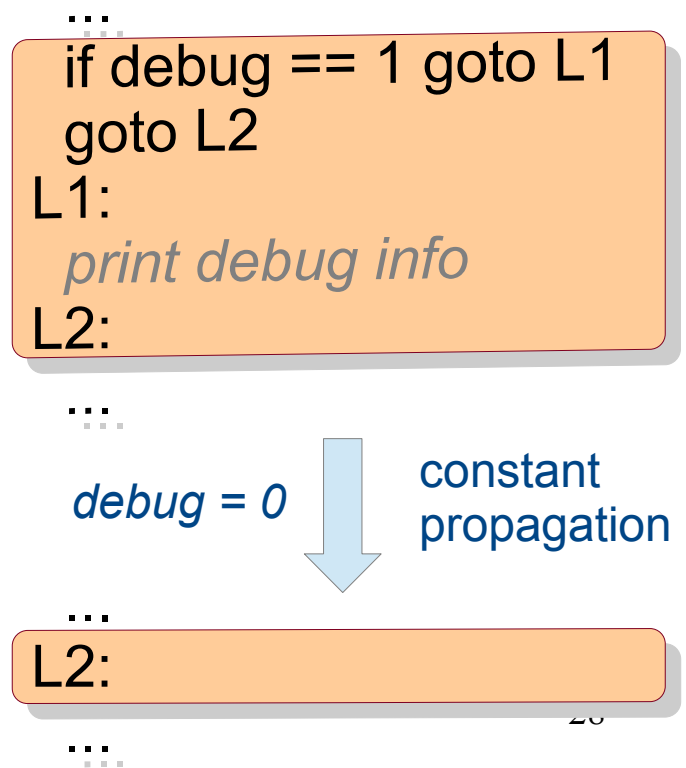 ...
if debug == 1 goto L1
goto L2
L1:
print debug info
L2:
...
debug = 0
constant
propagation
...
L2:
...